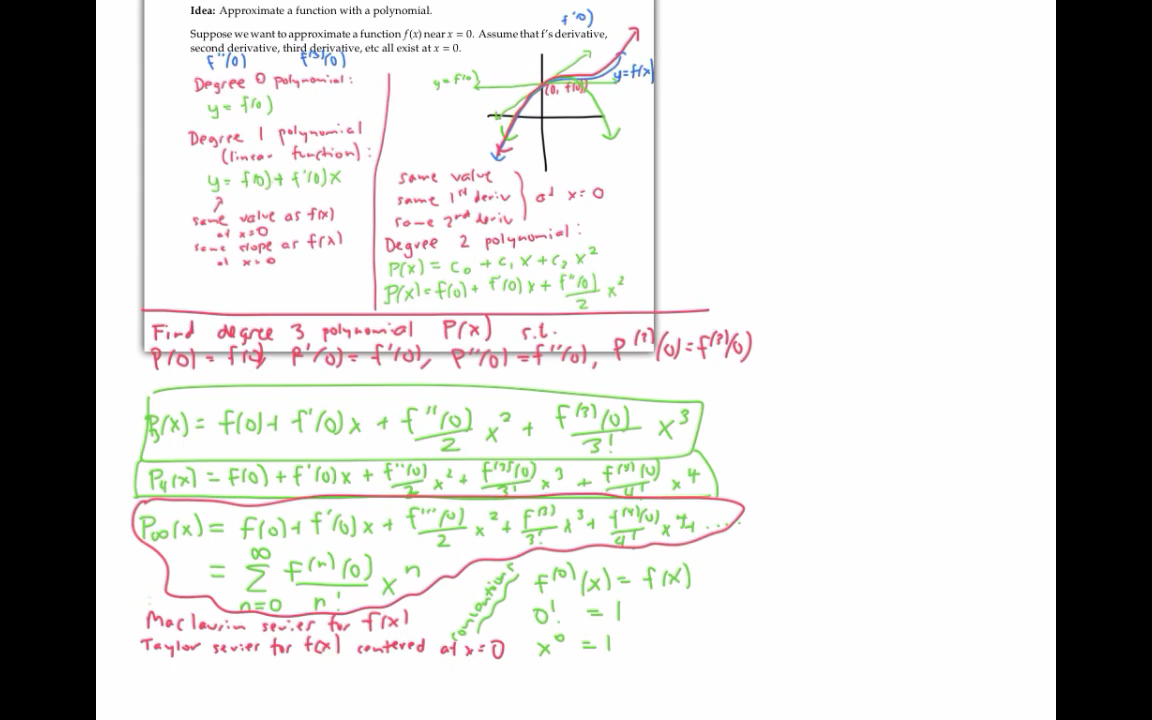 Idea: Approximate a function with a polynomial.
Suppose we want to approximate a function f(x) near x = 0. Assume that f's derivative,
second derivative, third derivative, etc all exist at x = 0.
f'(0)
f''(0) f⁽³⁾(0)
Degree 0 polynomial:
y = f(0)
Degree 1 polynomial
(linear function):
y = f(0) + f'(0)x
same value as f(x)
at x=0
same slope as f(x)
at x=0
y = f(0)
y=f(x)
(0, f(0))
same value
same 1st deriv
same 2nd deriv
at x=0
Degree 2 polynomial:
P(x) = c₀ + c₁x + c₂x²
P(x) = f(0) + f'(0)x + f''(0)/2 x²
Find degree 3 polynomial P(x) s.t.
P(0) = f(0), P'(0) = f'(0), P''(0) = f''(0), P⁽³⁾(0) = f⁽³⁾(0)
P₃(x) = f(0) + f'(0)x + f''(0)/2 x² + f⁽³⁾(0)/3! x³
P₄(x) = f(0) + f'(0)x + f''(0)/2 x² + f⁽³⁾(0)/3! x³ + f⁽⁴⁾(0)/4! x⁴
P∞(x) = f(0) + f'(0)x + f''(0)/2 x² + f⁽³⁾/3! x³ + f⁽⁴⁾(0)/4! x⁴ + ....
= ∑ n=0 ∞ f⁽ⁿ⁾(0)/n! xⁿ
conventions
f⁽⁰⁾(x) = f(x)
0! = 1
x⁰ = 1
Maclaurin series for f(x)
Taylor series for f(x) centered at x=0